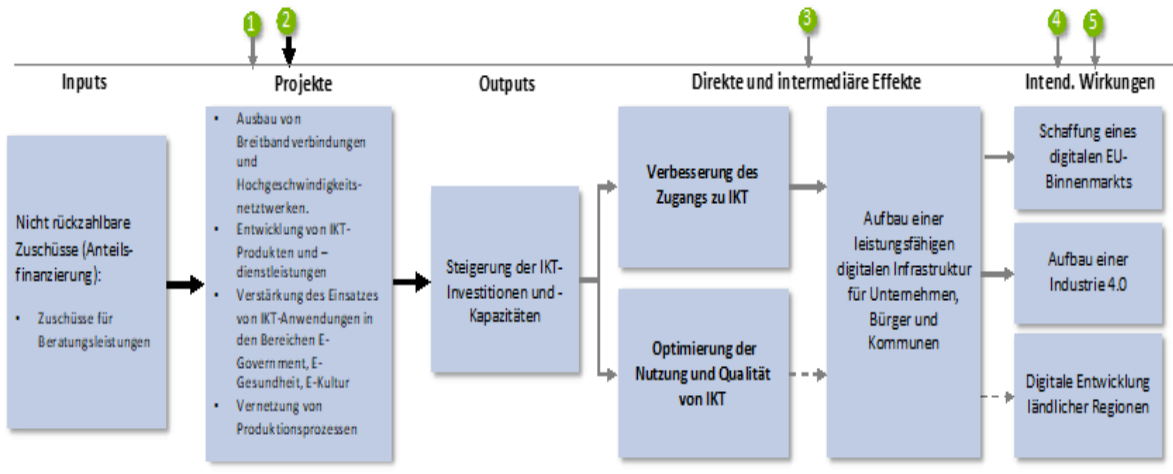 1
2
3
4
5
Inputs
Projekte
Outputs
Direkte und intermediäre Effekte
Intend. Wirkungen
Nicht rückzahlbare
Zuschüsse (Anteils-
finanzierung):
• Zuschüsse für
Beratungsleistungen
• Ausbau von
Breitbandverbindungen
und
Hochgeschwindigkeits-
netztwerken.
• Entwicklung von IKT-
Produkten und –
dienstleistungen
• Verstärkung des Einsatzes
von IKT-Anwendungen in
den Bereichen E-
Government, E-
Gesundheit, E-Kultur
• Vernetzung von
Produktionsprozessen
Steigerung der IKT-
Investitionen und -
Kapazitäten
Verbesserung des
Zugangs zu IKT
Optimierung der
Nutzung und Qualität
von IKT
Aufbau einer
leistungsfähigen
digitalen Infrastruktur
für Unternehmen,
Bürger und
Kommunen
Schaffung eines
digitalen EU-
Binnenmarkts
Aufbau einer
Industrie 4.0
Digitale Entwicklung
ländlicher Regionen